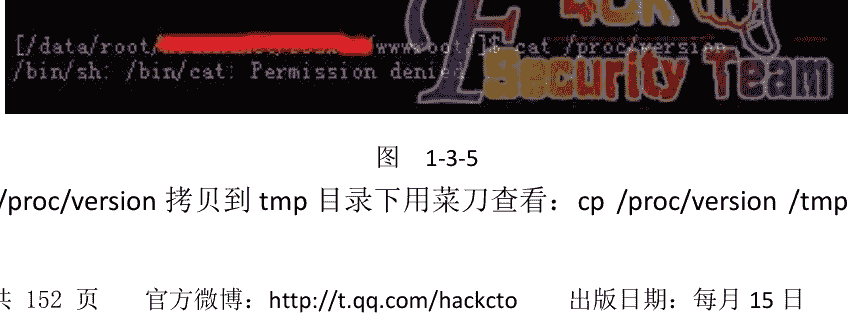 4ck
[/data/root/ /wwwroot/]$ cat /proc/version
/bin/sh: /bin/cat: Permission denied
Security Team
图 1-3-5
/proc/version 拷贝到 tmp 目录下用菜刀查看：cp /proc/version /tmp
共 152 页 官方微博：http://t.qq.com/hackcto 出版日期：每月 15 日